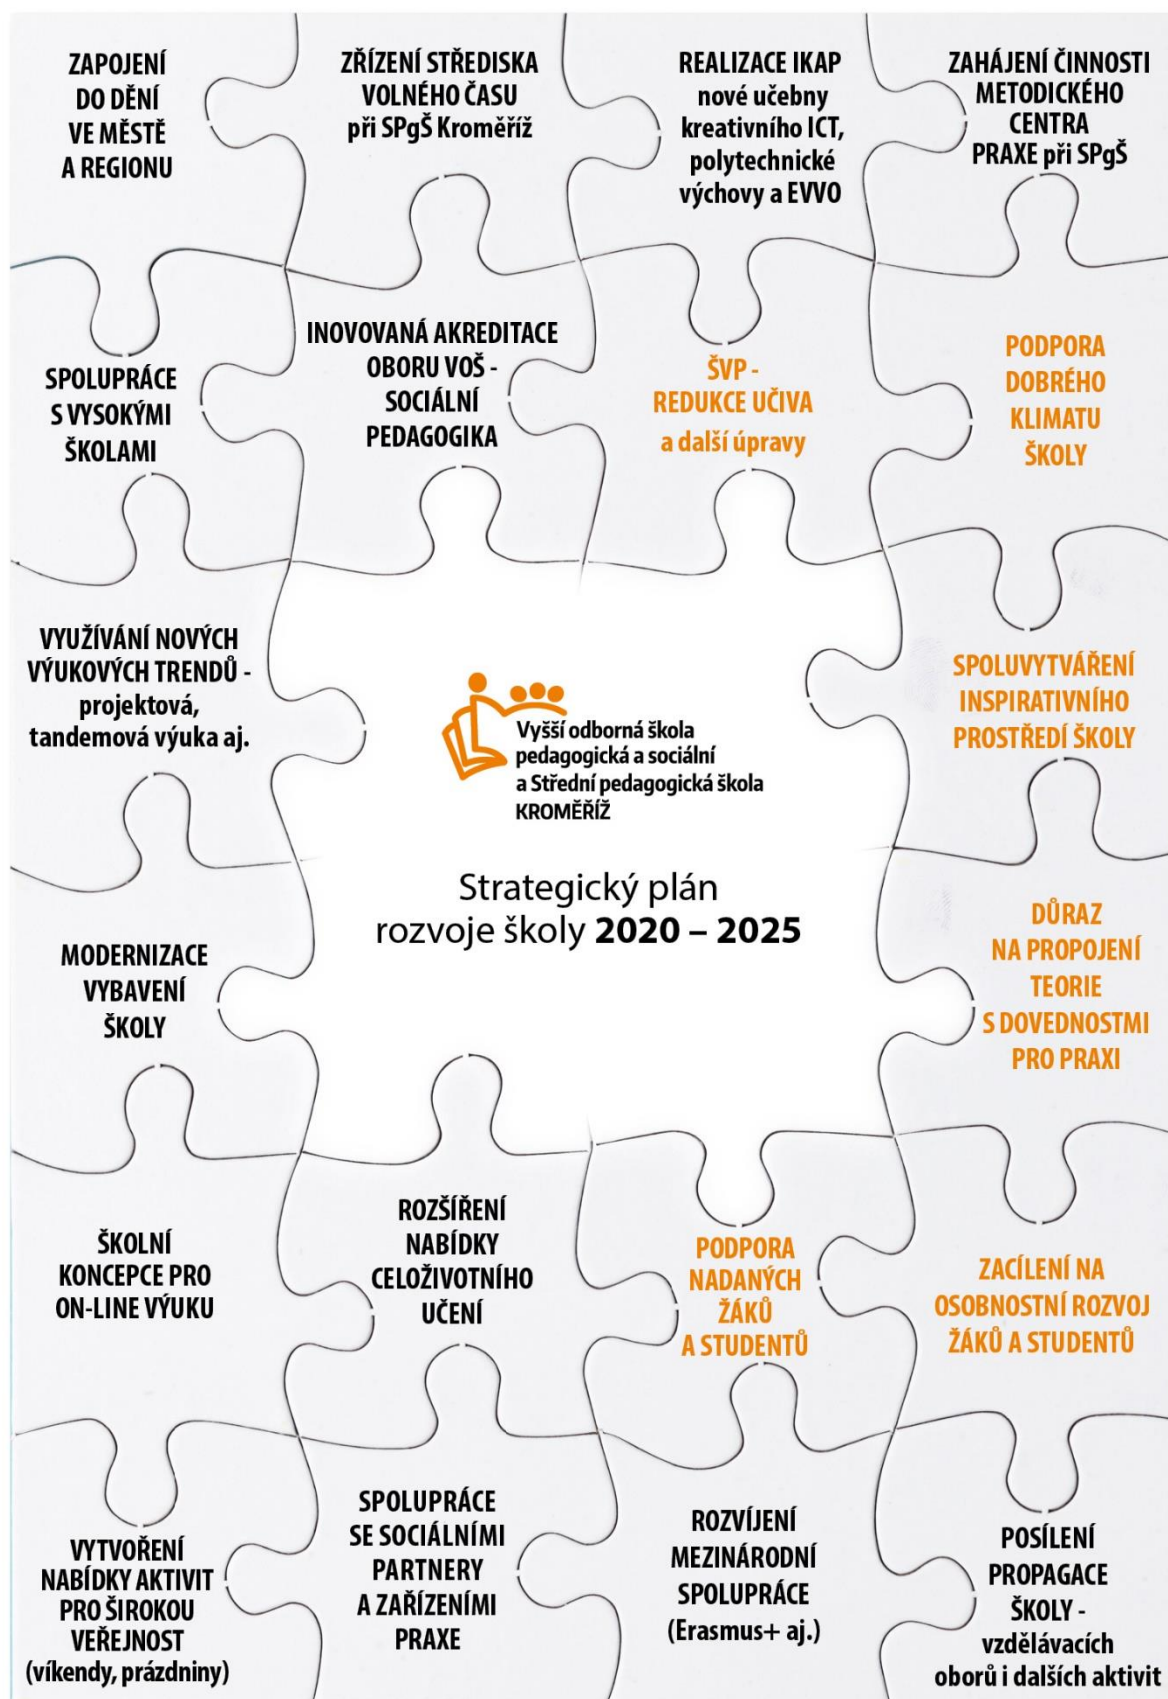 ZAPOJENÍ
DO DĚNÍ
VE MĚSTĚ
A REGIONU
ZŘÍZENÍ STŘEDISKA
VOLNÉHO ČASU
při SPgŠ Kroměříž
REALIZACE IKAP
nové učebny
kreativního ICT,
polytechnické
výchovy a EVVO
ZAHÁJENÍ ČINNOSTI
METODICKÉHO
CENTRA
PRAXE při SPgŠ
SPOLUPRÁCE
S VYSOKÝMI
ŠKOLAMI
INOVOVANÁ AKREDITACE
OBORU VOŠ -
SOCIÁLNÍ
PEDAGOGIKA
ŠVP -
REDUKCE UČIVA
a další úpravy
PODPORA
DOBRÉHO
KLIMATU
ŠKOLY
VYUŽÍVÁNÍ NOVÝCH
VÝUKOVÝCH TRENDŮ -
projektová,
tandemová výuka aj.
Vyšší odborná škola
pedagogická a sociální
a Střední pedagogická škola
KROMĚŘÍŽ
Strategický plán
rozvoje školy 2020 – 2025
SPOLUVYTVÁŘENÍ
INSPIRATIVNÍHO
PROSTŘEDÍ ŠKOLY
MODERNIZACE
VYBAVENÍ
ŠKOLY
DŮRAZ
NA PROPOJENÍ
TEORIE
S DOVEDNOSTMI
PRO PRAXI
ŠKOLNÍ
KONCEPCE PRO
ON-LINE VÝUKU
ROZŠÍŘENÍ
NABÍDKY
CELOŽIVOTNÍHO
UČENÍ
PODPORA
NADANÝCH
ŽÁKŮ
A STUDENTŮ
ZACÍLENÍ NA
OSOBNOSTNÍ ROZVOJ
ŽÁKŮ A STUDENTŮ
VYTVOŘENÍ
NABÍDKY AKTIVIT
PRO ŠIROKOU
VEŘEJNOST
(víkendy, prázdniny)
SPOLUPRÁCE
SE SOCIÁLNÍMI
PARTNERY
A ZAŘÍZENÍMI
PRAXE
ROZVÍJENÍ
MEZINÁRODNÍ
SPOLUPRÁCE
(Erasmus+ aj.)
POSÍLENÍ
PROPAGACE
ŠKOLY -
vzdělávacích
oborů i dalších aktivit